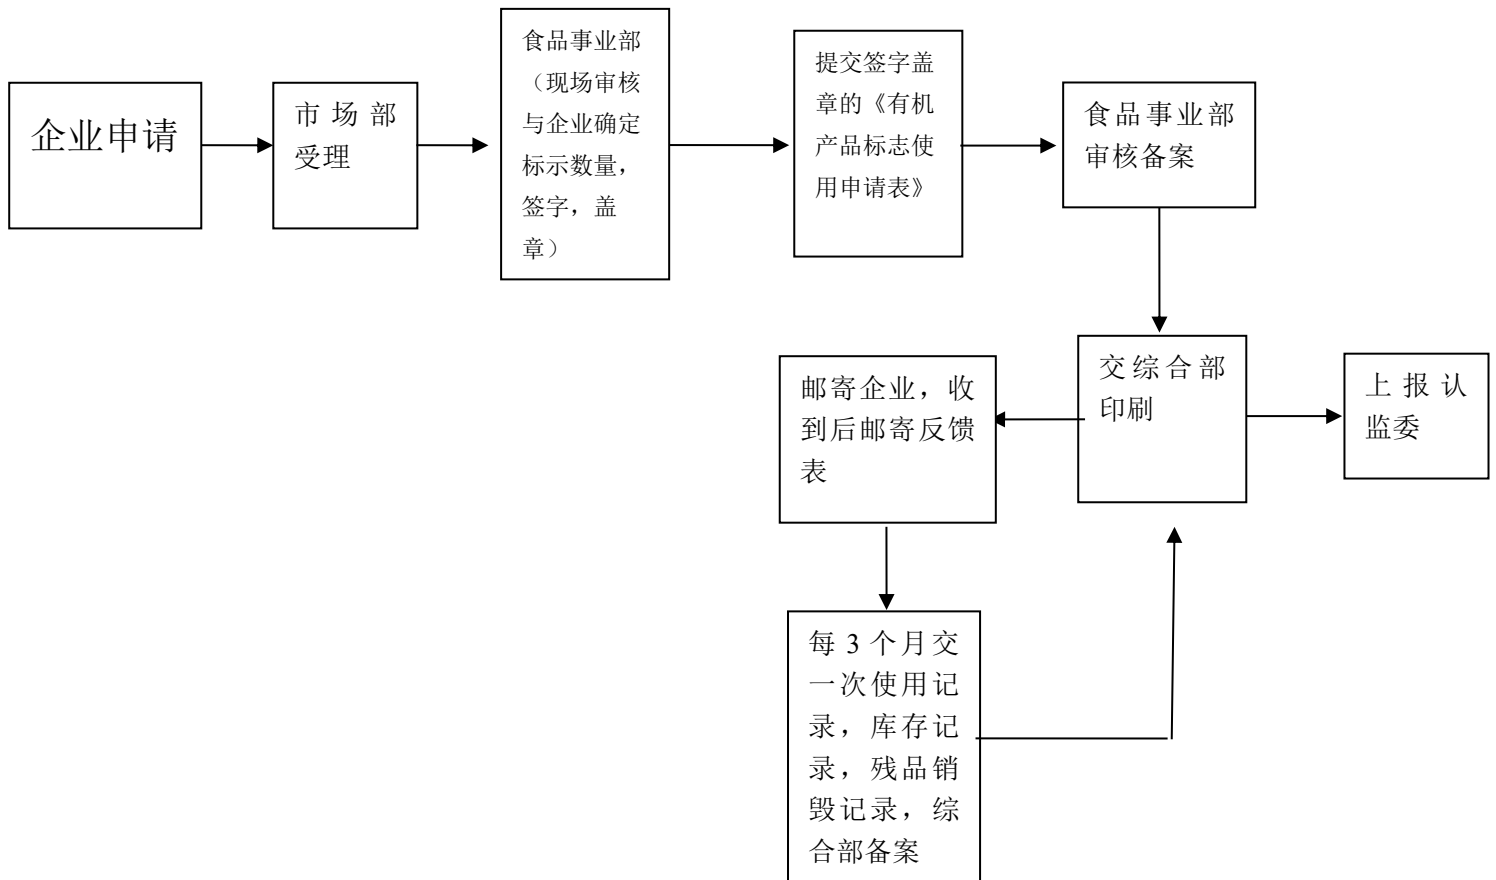 企业申请
市场部
受理
食品事业部
（现场审核
与企业确定
标示数量，
签字，盖
章）
提交签字盖
章的《有机
产品标志使
用申请表》
食品事业部
审核备案
交综合部
印刷
上报认
监委
邮寄企业，收
到后邮寄反馈
表
每 3 个月交
一次使用记
录，库存记
录，残品销
毁记录，综
合部备案